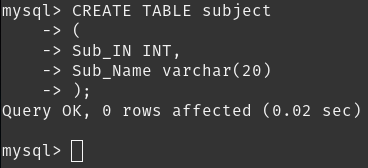 mysql> CREATE TABLE subject
    -> (
    -> Sub_IN INT,
    -> Sub_Name varchar(20)
    -> );
Query OK, 0 rows affected (0.02 sec)
mysql>